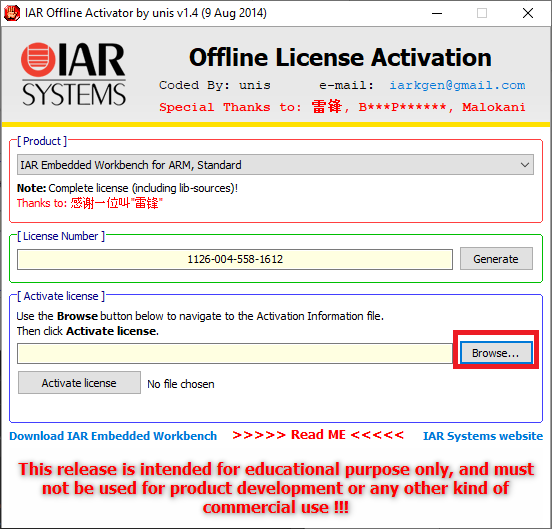 IAR Offline Activator by unis v1.4 (9 Aug 2014)
IAR
SYSTEMS
Offline License Activation
Coded By: unis e-mail: iarkgen@gmail.com
Special Thanks to: 雷锋, B***P******, Malokani
[ Product ]
IAR Embedded Workbench for ARM, Standard
Note: Complete license (including lib-sources)!
Thanks to: 感谢一位叫"雷锋"
[ License Number ]
1126-004-558-1612 Generate
[ Activate license ]
Use the Browse button below to navigate to the Activation Information file.
Then click Activate license.
Browse...
Activate license No file chosen
Download IAR Embedded Workbench >>>>> Read ME <<<<< IAR Systems website
This release is intended for educational purpose only, and must
not be used for product development or any other kind of
commercial use !!!